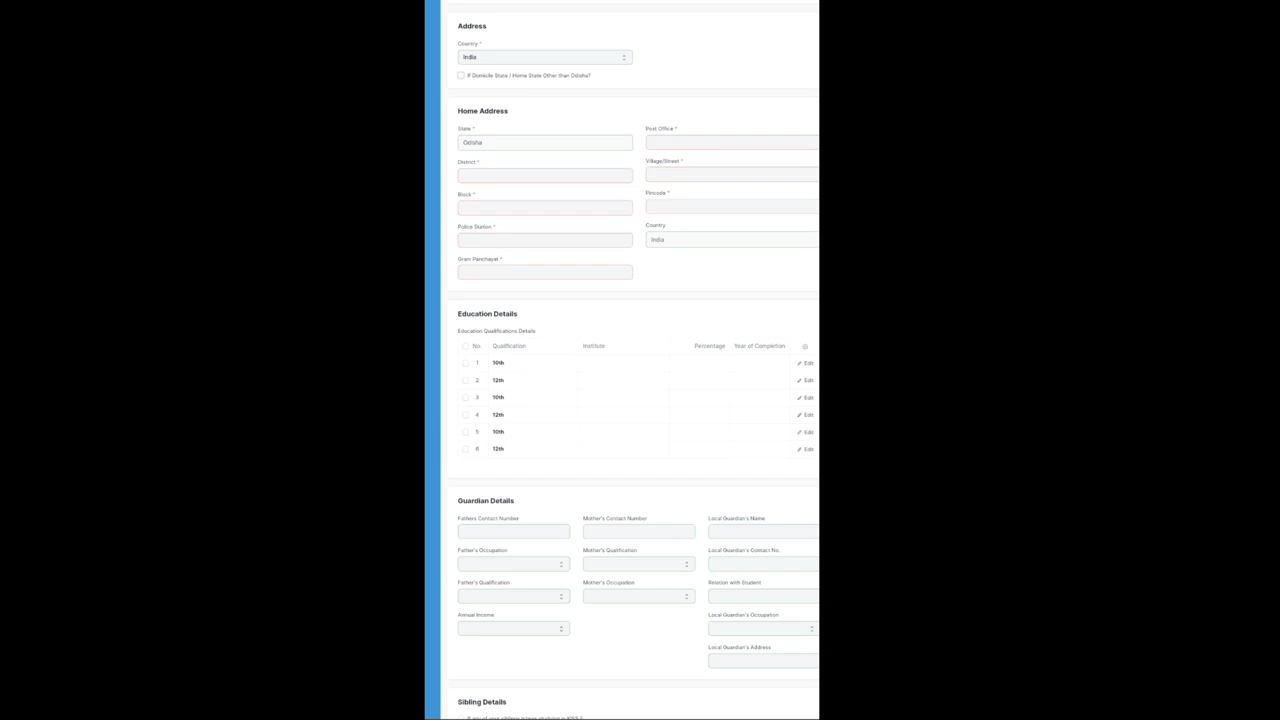 Address
Country *
India
If Domicile State / Home State Other than Odisha?
Home Address
State *
Post Office *
Odisha
District *
Village/Street *
Block *
Pincode *
Police Station *
Country
India
Gram Panchayat *
Education Details
Education Qualifications Details
No. Qualification Institute Percentage Year of Completion
1 10th Edit
2 12th Edit
3 10th Edit
4 12th Edit
5 10th Edit
6 12th Edit
Guardian Details
Fathers Contact Number Mother's Contact Number Local Guardian's Name
Father's Occupation Mother's Qualification Local Guardian's Contact No.
Father's Qualification Mother's Occupation Relation with Student
Annual Income Local Guardian's Occupation
Local Guardian's Address
Sibling Details